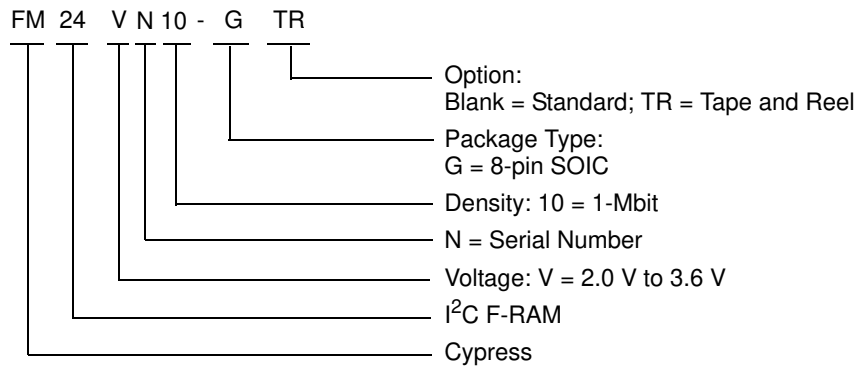 FM 24 V N 10 - G TR
Option:
Blank = Standard; TR = Tape and Reel
Package Type:
G = 8-pin SOIC
Density: 10 = 1-Mbit
N = Serial Number
Voltage: V = 2.0 V to 3.6 V
I²C F-RAM
Cypress